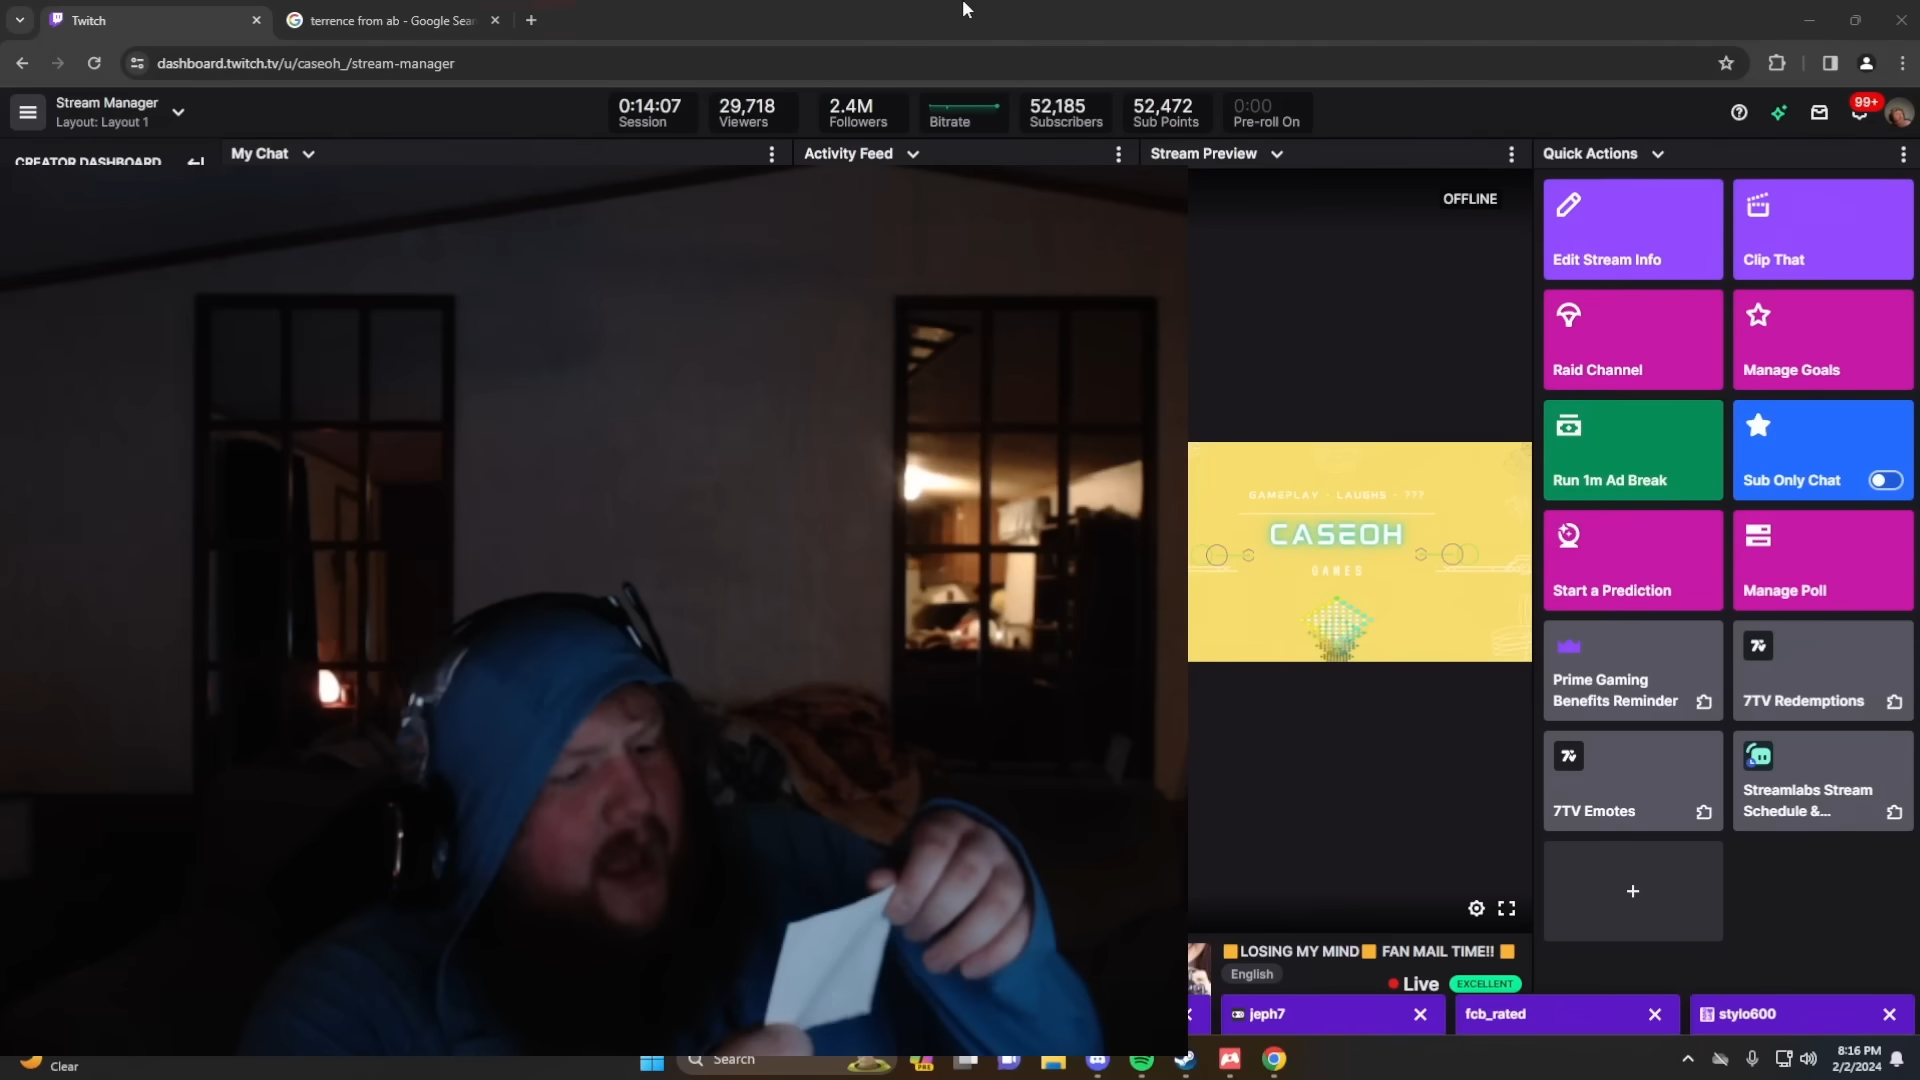 Twitch
terrence from ab - Google Sear
dashboard.twitch.tv/u/caseoh_/stream-manager
Stream Manager
Layout: Layout 1
0:14:07
Session
29,718
Viewers
2.4M
Followers
Bitrate
52,185
Subscribers
52,472
Sub Points
0:00
Pre-roll On
99+
CREATOR DASHBOARD
My Chat
Activity Feed
Stream Preview
Quick Actions
OFFLINE
Edit Stream Info
Clip That
Raid Channel
Manage Goals
Run 1m Ad Break
Sub Only Chat
Start a Prediction
Manage Poll
Prime Gaming
Benefits Reminder
7TV Redemptions
7TV Emotes
Streamlabs Stream
Schedule &...
GAMEPLAY - LAUGHS - ???
CASEOH
GAMES
LOSING MY MIND FAN MAIL TIME!!
English
Live
EXCELLENT
jeph7
fcb_rated
stylo600
Clear
Search
PRE
8:16 PM
2/2/2024